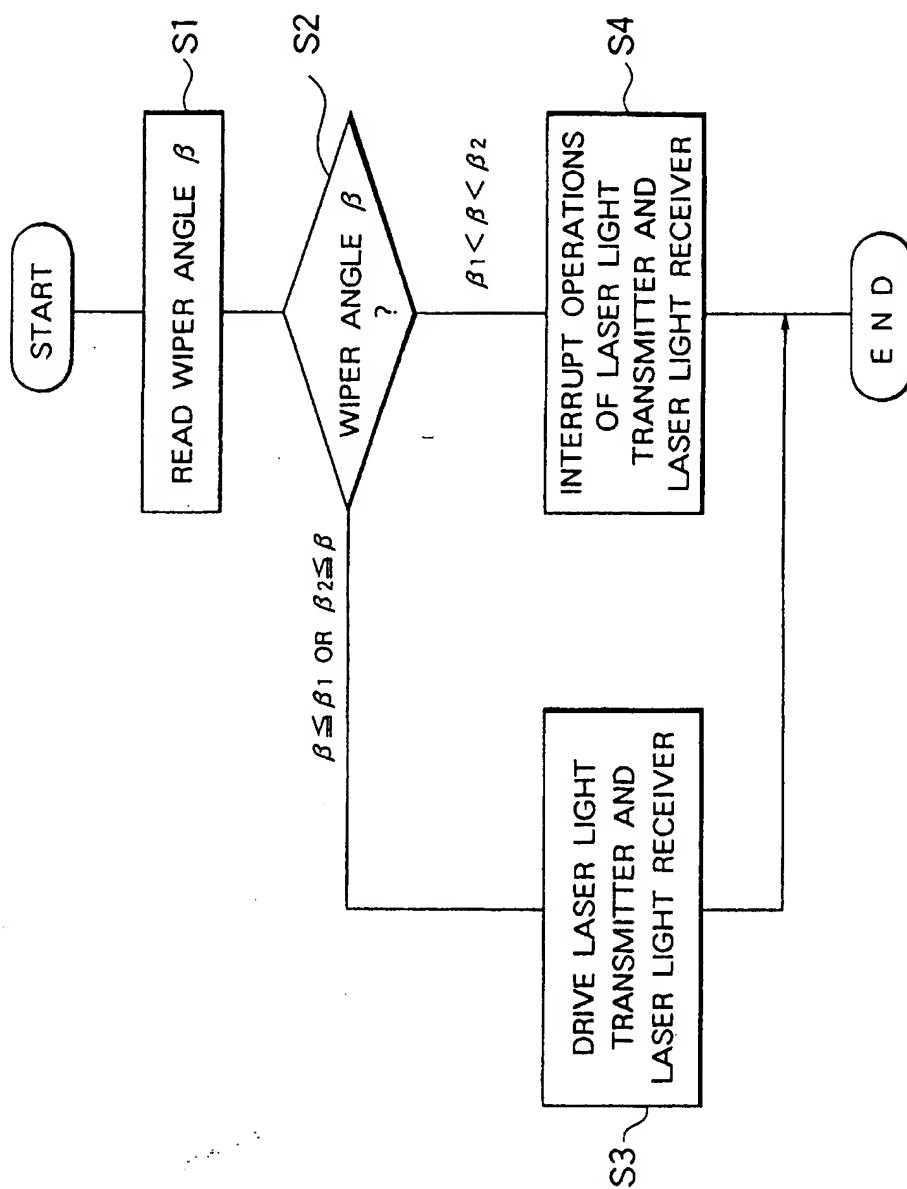 START
READ WIPER ANGLE β
S1
WIPER ANGLE β
?
S2
β≦β1 OR β2≦β
β1<β<β2
DRIVE LASER LIGHT
TRANSMITTER AND
LASER LIGHT RECEIVER
S3
INTERRUPT OPERATIONS
OF LASER LIGHT
TRANSMITTER AND
LASER LIGHT RECEIVER
S4
END